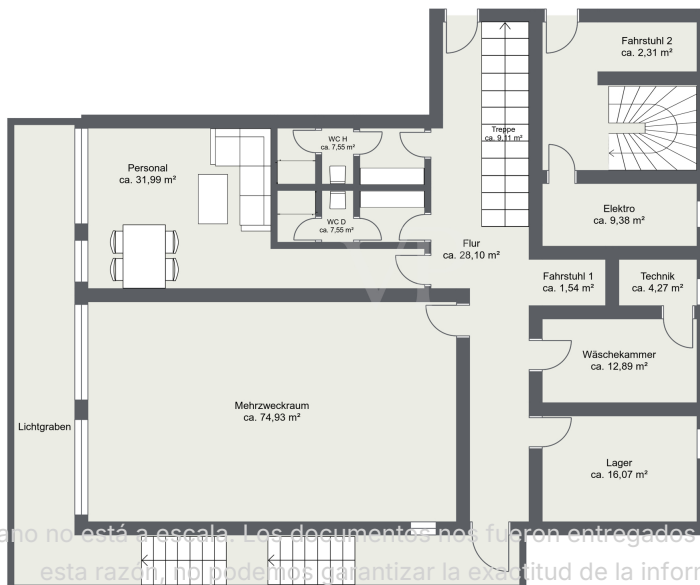 Fahrstuhl 2
ca. 2,31 m²
Treppe
ca. 9,11 m²
WC H
ca. 7,55 m²
Personal
ca. 31,99 m²
Elektro
ca. 9,38 m²
WC D
ca. 7,55 m²
Flur
ca. 28,10 m²
Fahrstuhl 1
ca. 1,54 m²
Technik
ca. 4,27 m²
Wäschekammer
ca. 12,89 m²
Mehrzweckraum
ca. 74,93 m²
Lichtgraben
Lager
ca. 16,07 m²
ano no está a escala. Los documentos nos fueron entregados
esta razón, no podemos garantizar la exactitud de la infor